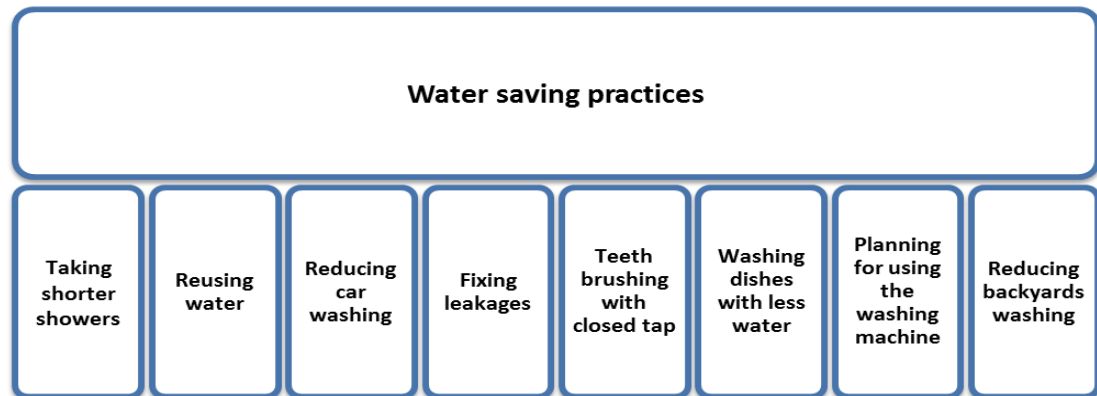 Water saving practices
Taking
shorter
showers
Reusing
water
Reducing
car
washing
Fixing
leakages
Teeth
brushing
with
closed tap
Washing
dishes
with less
water
Planning
for using
the
washing
machine
Reducing
backyards
washing